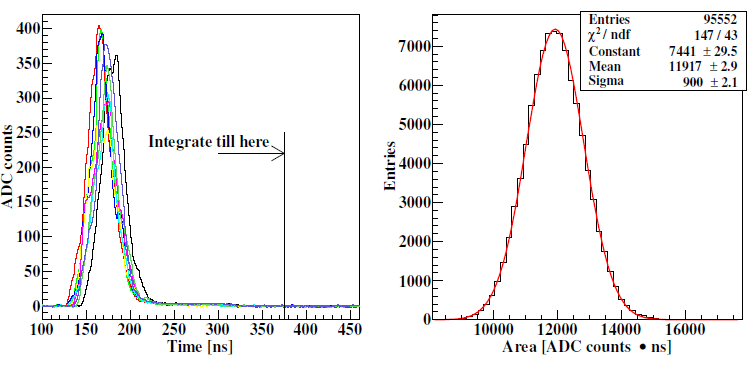 400
350
300
250
200
150
100
50
0
ADC counts
Integrate till here
100 150 200 250 300 350 400 450
Time [ns]
Entries 95552
χ² / ndf 147 / 43
Constant 7441 ± 29.5
Mean 11917 ± 2.9
Sigma 900 ± 2.1
7000
6000
5000
4000
3000
2000
1000
0
Entries
10000 12000 14000 16000
Area [ADC counts • ns]